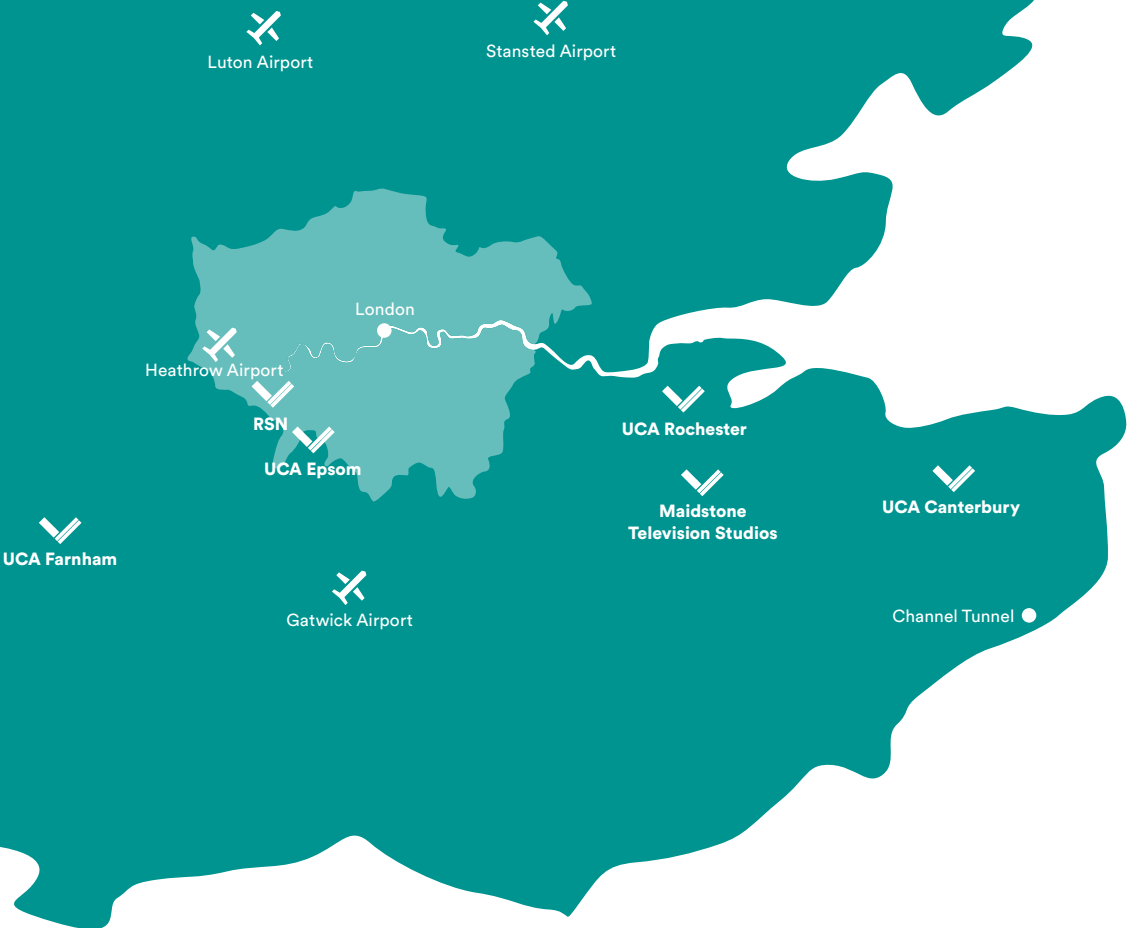 Stansted Airport
Luton Airport
London
Heathrow Airport
RSN
UCA Rochester
UCA Epsom
UCA Canterbury
Maidstone
Television Studios
UCA Farnham
Channel Tunnel
Gatwick Airport